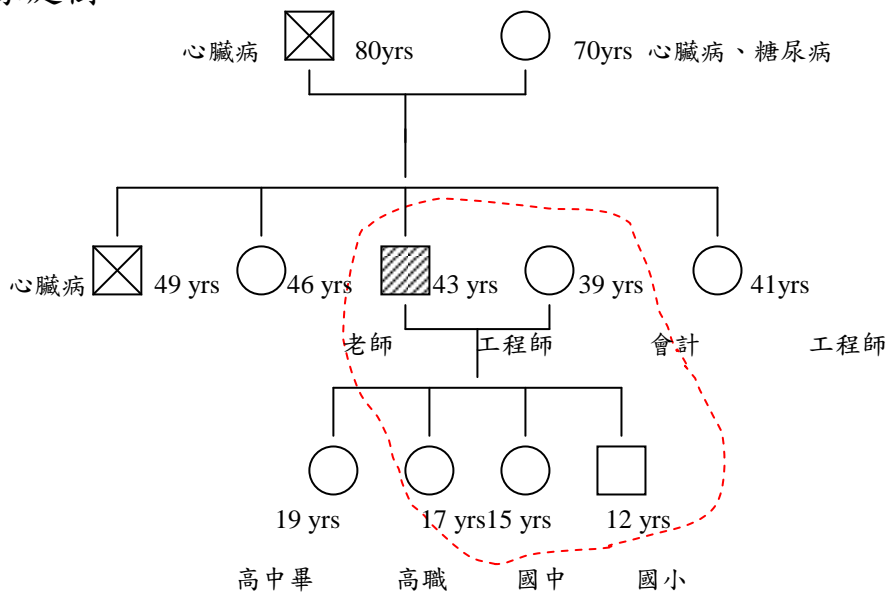 心臟病 80yrs 70yrs 心臟病、糖尿病
心臟病 49 yrs 46 yrs 43 yrs 39 yrs 41yrs
老師 工程師 會計 工程師
19 yrs 17 yrs 15 yrs 12 yrs
高中畢 高職 國中 國小